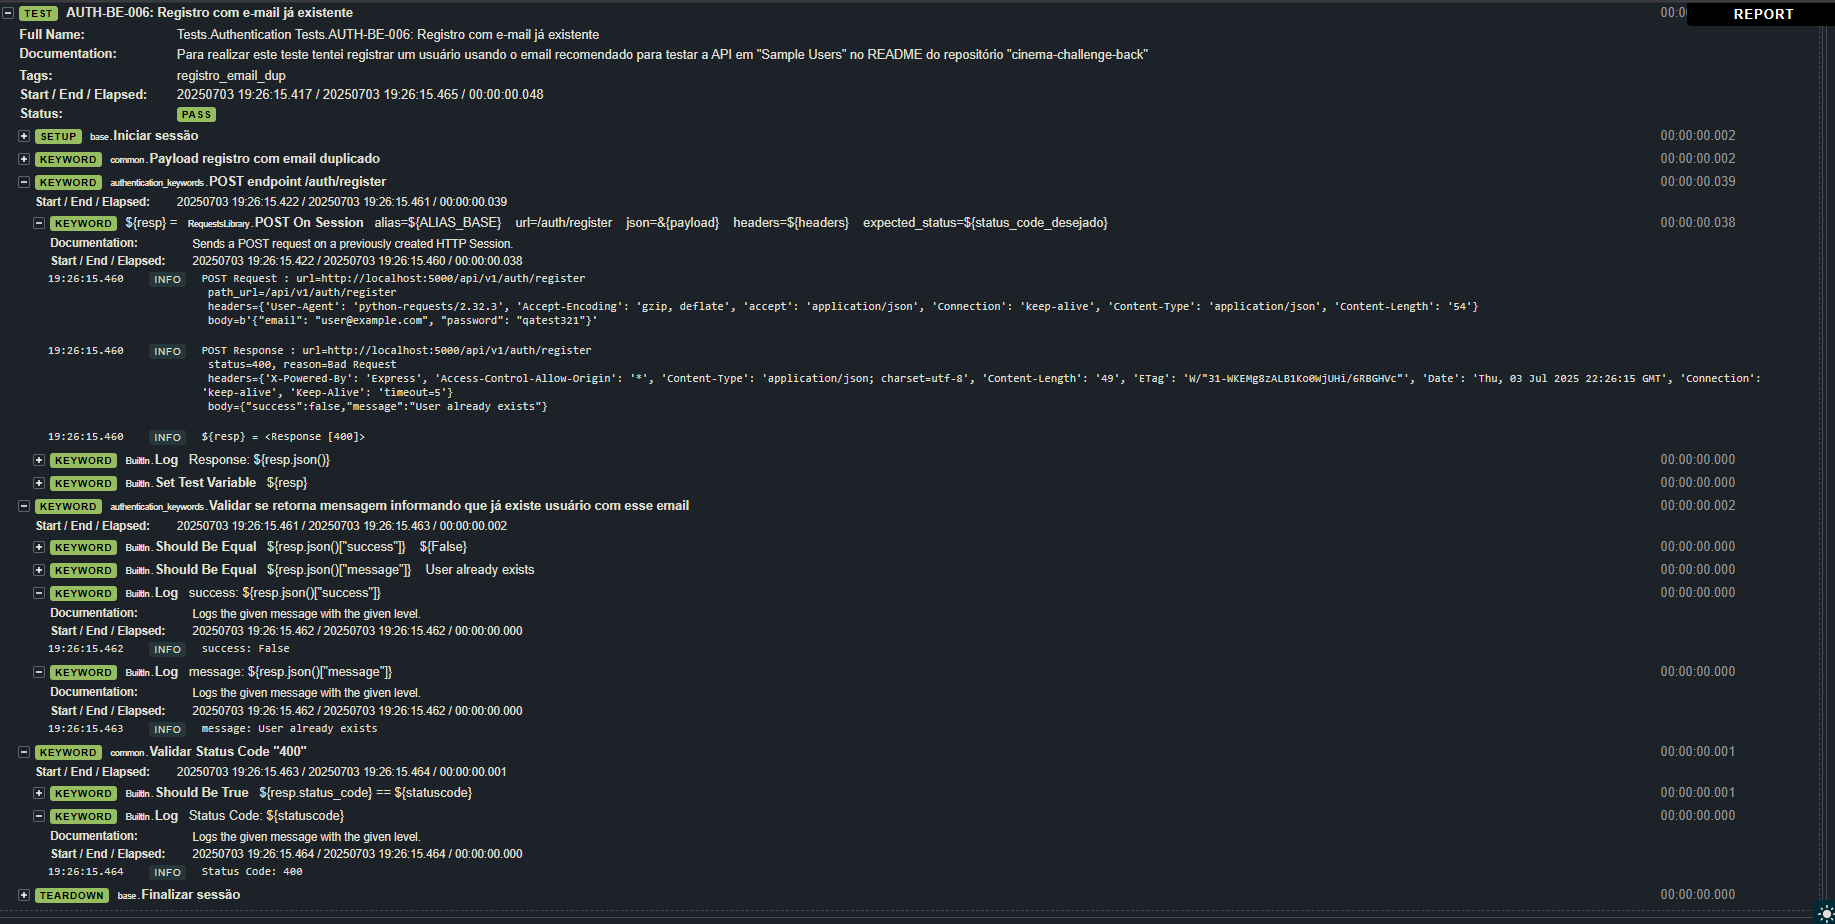 TEST AUTH-BE-006: Registro com e-mail já existente 00:00
REPORT
Full Name: Tests.Authentication Tests.AUTH-BE-006: Registro com e-mail já existente
Documentation: Para realizar este teste tentei registrar um usuário usando o email recomendado para testar a API em "Sample Users" no README do repositório "cinema-challenge-back"
Tags: registro_email_dup
Start / End / Elapsed: 20250703 19:26:15.417 / 20250703 19:26:15.465 / 00:00:00.048
Status: PASS
SETUP base.Iniciar sessão 00:00:00.002
KEYWORD common.Payload registro com email duplicado 00:00:00.002
KEYWORD authentication_keywords.POST endpoint /auth/register 00:00:00.039
Start / End / Elapsed: 20250703 19:26:15.422 / 20250703 19:26:15.461 / 00:00:00.039
KEYWORD ${resp} = RequestsLibrary.POST On Session alias=${ALIAS_BASE} url=/auth/register json=&{payload} headers=${headers} expected_status=${status_code_desejado} 00:00:00.038
Documentation: Sends a POST request on a previously created HTTP Session.
Start / End / Elapsed: 20250703 19:26:15.422 / 20250703 19:26:15.460 / 00:00:00.038
19:26:15.460 INFO POST Request : url=http://localhost:5000/api/v1/auth/register
path_url=/api/v1/auth/register
headers={'User-Agent': 'python-requests/2.32.3', 'Accept-Encoding': 'gzip, deflate', 'accept': 'application/json', 'Connection': 'keep-alive', 'Content-Type': 'application/json', 'Content-Length': '54'}
body=b'{"email": "user@example.com", "password": "qatest321"}'
19:26:15.460 INFO POST Response : url=http://localhost:5000/api/v1/auth/register
status=400, reason=Bad Request
headers={'X-Powered-By': 'Express', 'Access-Control-Allow-Origin': '*', 'Content-Type': 'application/json; charset=utf-8', 'Content-Length': '49', 'ETag': 'W/"31-WKEMg8zALB1Ko0WjUHi/6RBGHVc"', 'Date': 'Thu, 03 Jul 2025 22:26:15 GMT', 'Connection':
'keep-alive', 'Keep-Alive': 'timeout=5'}
body={"success":false,"message":"User already exists"}
19:26:15.460 INFO ${resp} = <Response [400]>
KEYWORD BuiltIn.Log Response: ${resp.json()} 00:00:00.000
KEYWORD BuiltIn.Set Test Variable ${resp} 00:00:00.000
KEYWORD authentication_keywords.Validar se retorna mensagem informando que já existe usuário com esse email 00:00:00.002
Start / End / Elapsed: 20250703 19:26:15.461 / 20250703 19:26:15.463 / 00:00:00.002
KEYWORD BuiltIn.Should Be Equal ${resp.json()["success"]} ${False} 00:00:00.000
KEYWORD BuiltIn.Should Be Equal ${resp.json()["message"]} User already exists 00:00:00.000
KEYWORD BuiltIn.Log success: ${resp.json()["success"]} 00:00:00.000
Documentation: Logs the given message with the given level.
Start / End / Elapsed: 20250703 19:26:15.462 / 20250703 19:26:15.462 / 00:00:00.000
19:26:15.462 INFO success: False
KEYWORD BuiltIn.Log message: ${resp.json()["message"]} 00:00:00.000
Documentation: Logs the given message with the given level.
Start / End / Elapsed: 20250703 19:26:15.462 / 20250703 19:26:15.462 / 00:00:00.000
19:26:15.463 INFO message: User already exists
KEYWORD common.Validar Status Code "400" 00:00:00.001
Start / End / Elapsed: 20250703 19:26:15.463 / 20250703 19:26:15.464 / 00:00:00.001
KEYWORD BuiltIn.Should Be True ${resp.status_code} == ${statuscode} 00:00:00.001
KEYWORD BuiltIn.Log Status Code: ${statuscode} 00:00:00.000
Documentation: Logs the given message with the given level.
Start / End / Elapsed: 20250703 19:26:15.464 / 20250703 19:26:15.464 / 00:00:00.000
19:26:15.464 INFO Status Code: 400
TEARDOWN base.Finalizar sessão 00:00:00.000